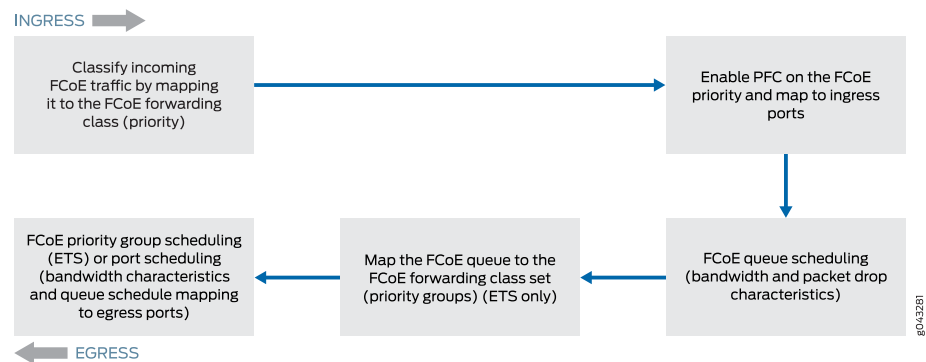 INGRESS
Classify incoming
FCoE traffic by mapping
it to the FCoE forwarding
class (priority)
Enable PFC on the FCoE
priority and map to ingress
ports
FCoE queue scheduling
(bandwidth and packet drop
characteristics)
Map the FCoE queue to the
FCoE forwarding class set
(priority groups) (ETS only)
FCoE priority group scheduling
(ETS) or port scheduling
(bandwidth characteristics
and queue schedule mapping
to egress ports)
EGRESS
g043281